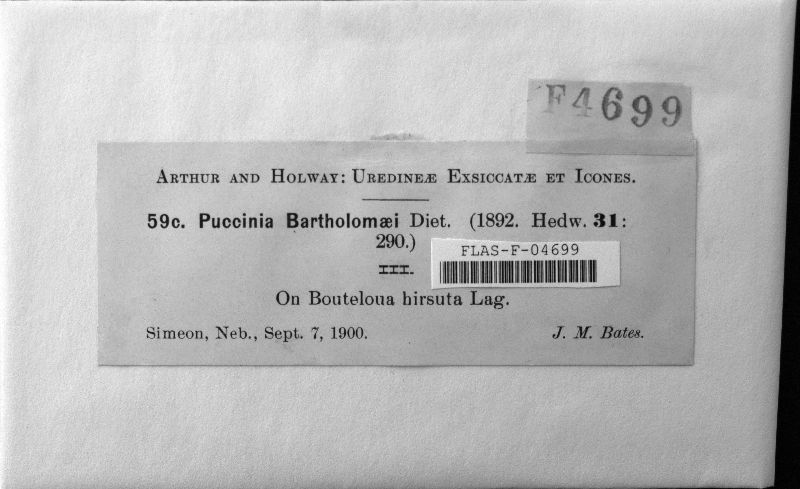 F4699
ARTHUR AND HOLWAY: UREDINEÆ EXSICCATÆ ET ICONES.
59c. Puccinia Bartholomæi Diet. (1892. Hedw. 31:
290.)
FLAS-F-04699
III.
On Bouteloua hirsuta Lag.
Simeon, Neb., Sept. 7, 1900. J. M. Bates.